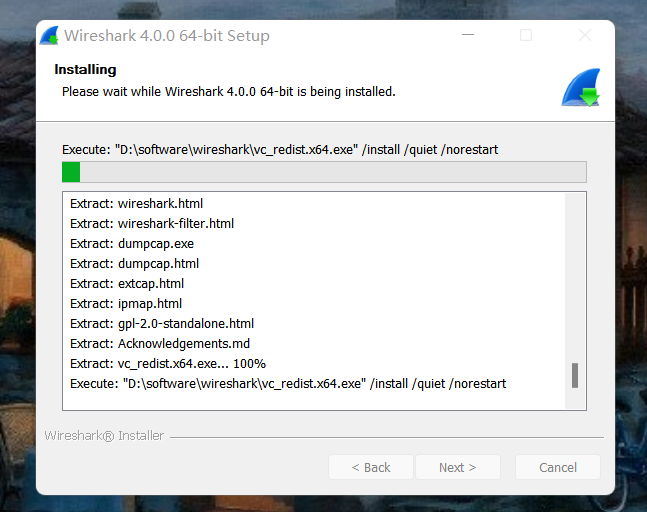 Wireshark 4.0.0 64-bit Setup
Installing
Please wait while Wireshark 4.0.0 64-bit is being installed.
Execute: "D:\software\wireshark\vc_redist.x64.exe" /install /quiet /norestart
Extract: wireshark.html
Extract: wireshark-filter.html
Extract: dumpcap.exe
Extract: dumpcap.html
Extract: extcap.html
Extract: ipmap.html
Extract: gpl-2.0-standalone.html
Extract: Acknowledgements.md
Extract: vc_redist.x64.exe... 100%
Execute: "D:\software\wireshark\vc_redist.x64.exe" /install /quiet /norestart
Wireshark® Installer
< Back Next > Cancel